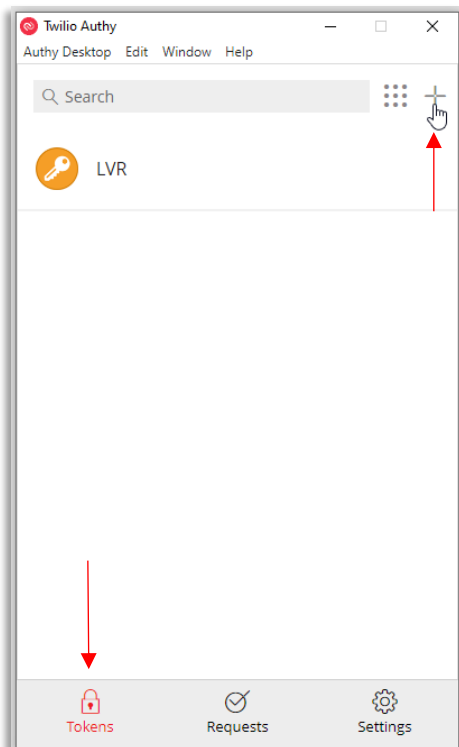 Twilio Authy
Authy Desktop Edit Window Help
Search
LVR
Tokens Requests Settings